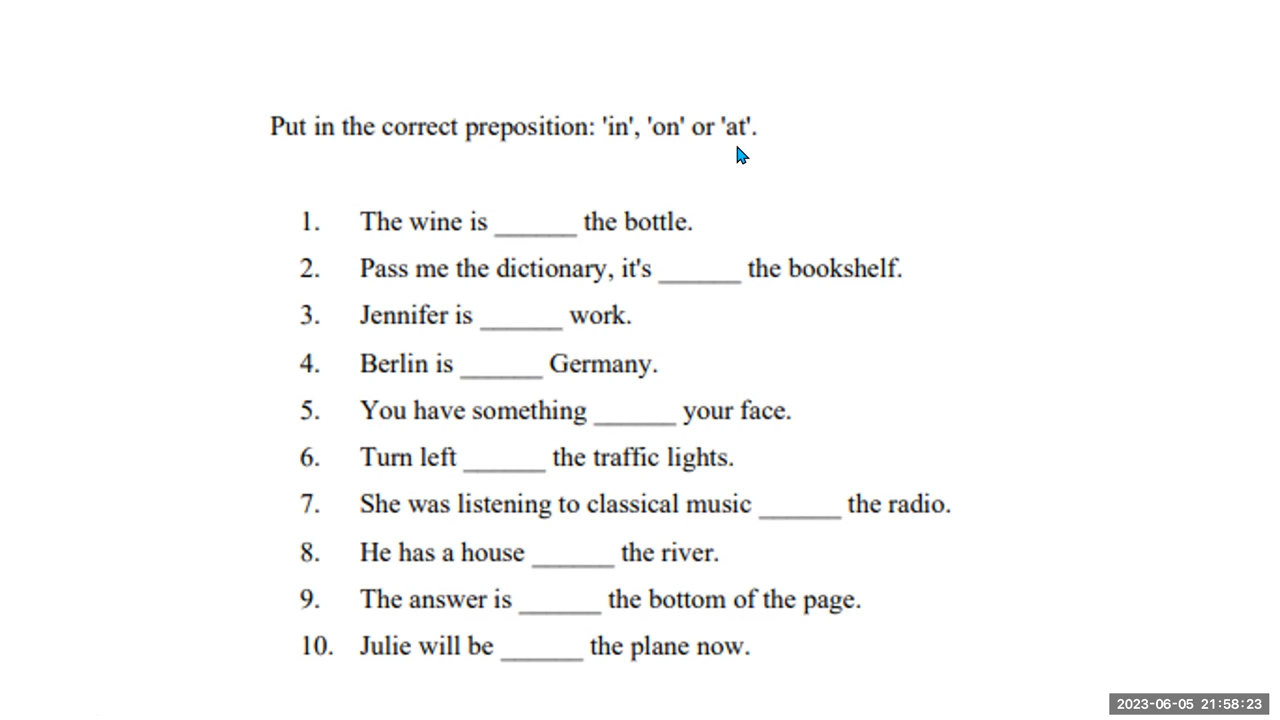 Put in the correct preposition: 'in', 'on' or 'at'.
1. The wine is ______ the bottle.
2. Pass me the dictionary, it's ______ the bookshelf.
3. Jennifer is ______ work.
4. Berlin is ______ Germany.
5. You have something ______ your face.
6. Turn left ______ the traffic lights.
7. She was listening to classical music ______ the radio.
8. He has a house ______ the river.
9. The answer is ______ the bottom of the page.
10. Julie will be ______ the plane now.
2023-06-05 21:58:23